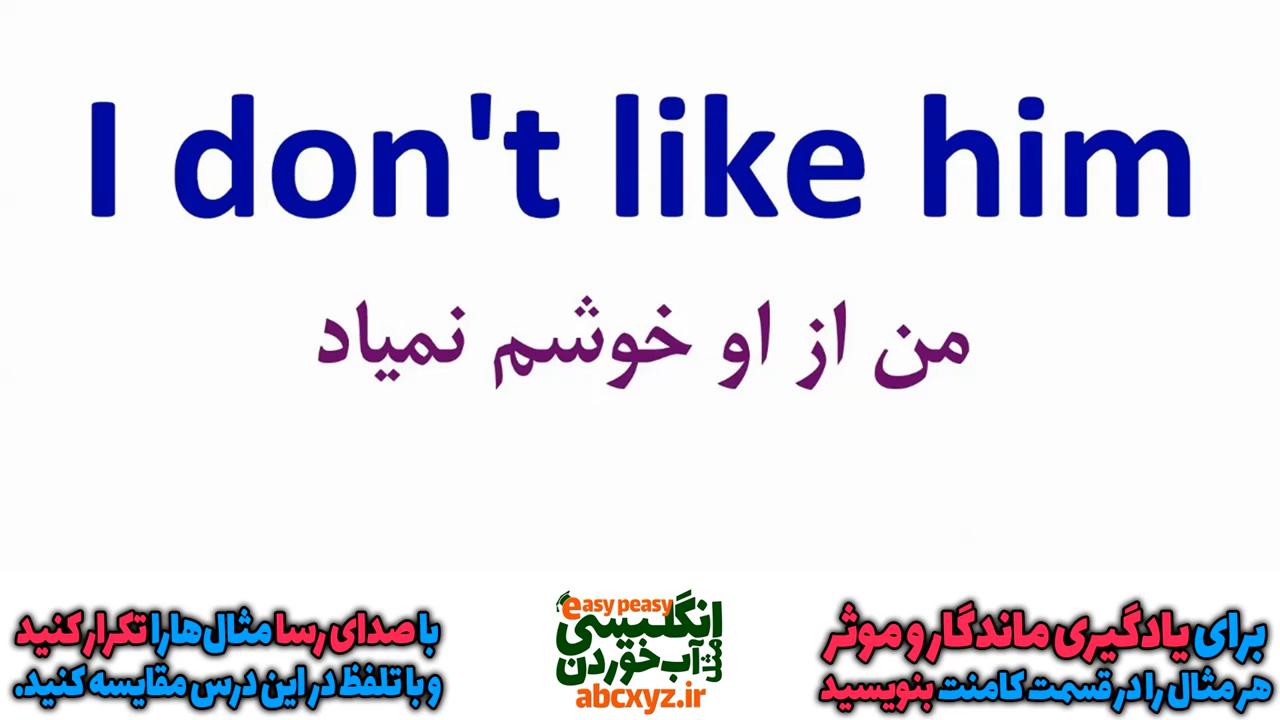 I don't like him
من از او خوشم نمیاد
برای یادگیری ماندگار و موثر
هر مثال را در قسمت کامنت بنویسید
easy peasy
انگلیسی
مثل آب خوردن
abcxyz.ir
با صدای رسا مثال‌ها را تکرار کنید
و با تلفظ در این درس مقایسه کنید.